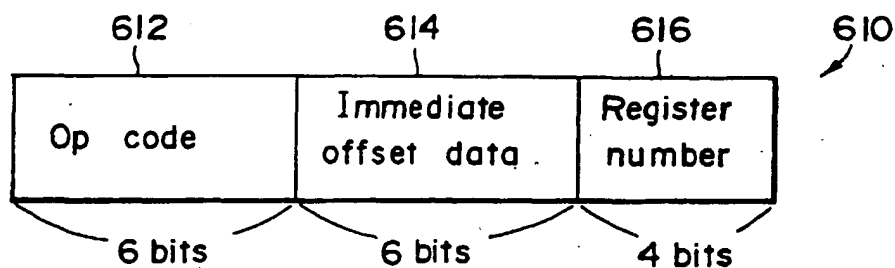 612 614 616 610
Op code
Immediate offset data
Register number
6 bits 6 bits 4 bits